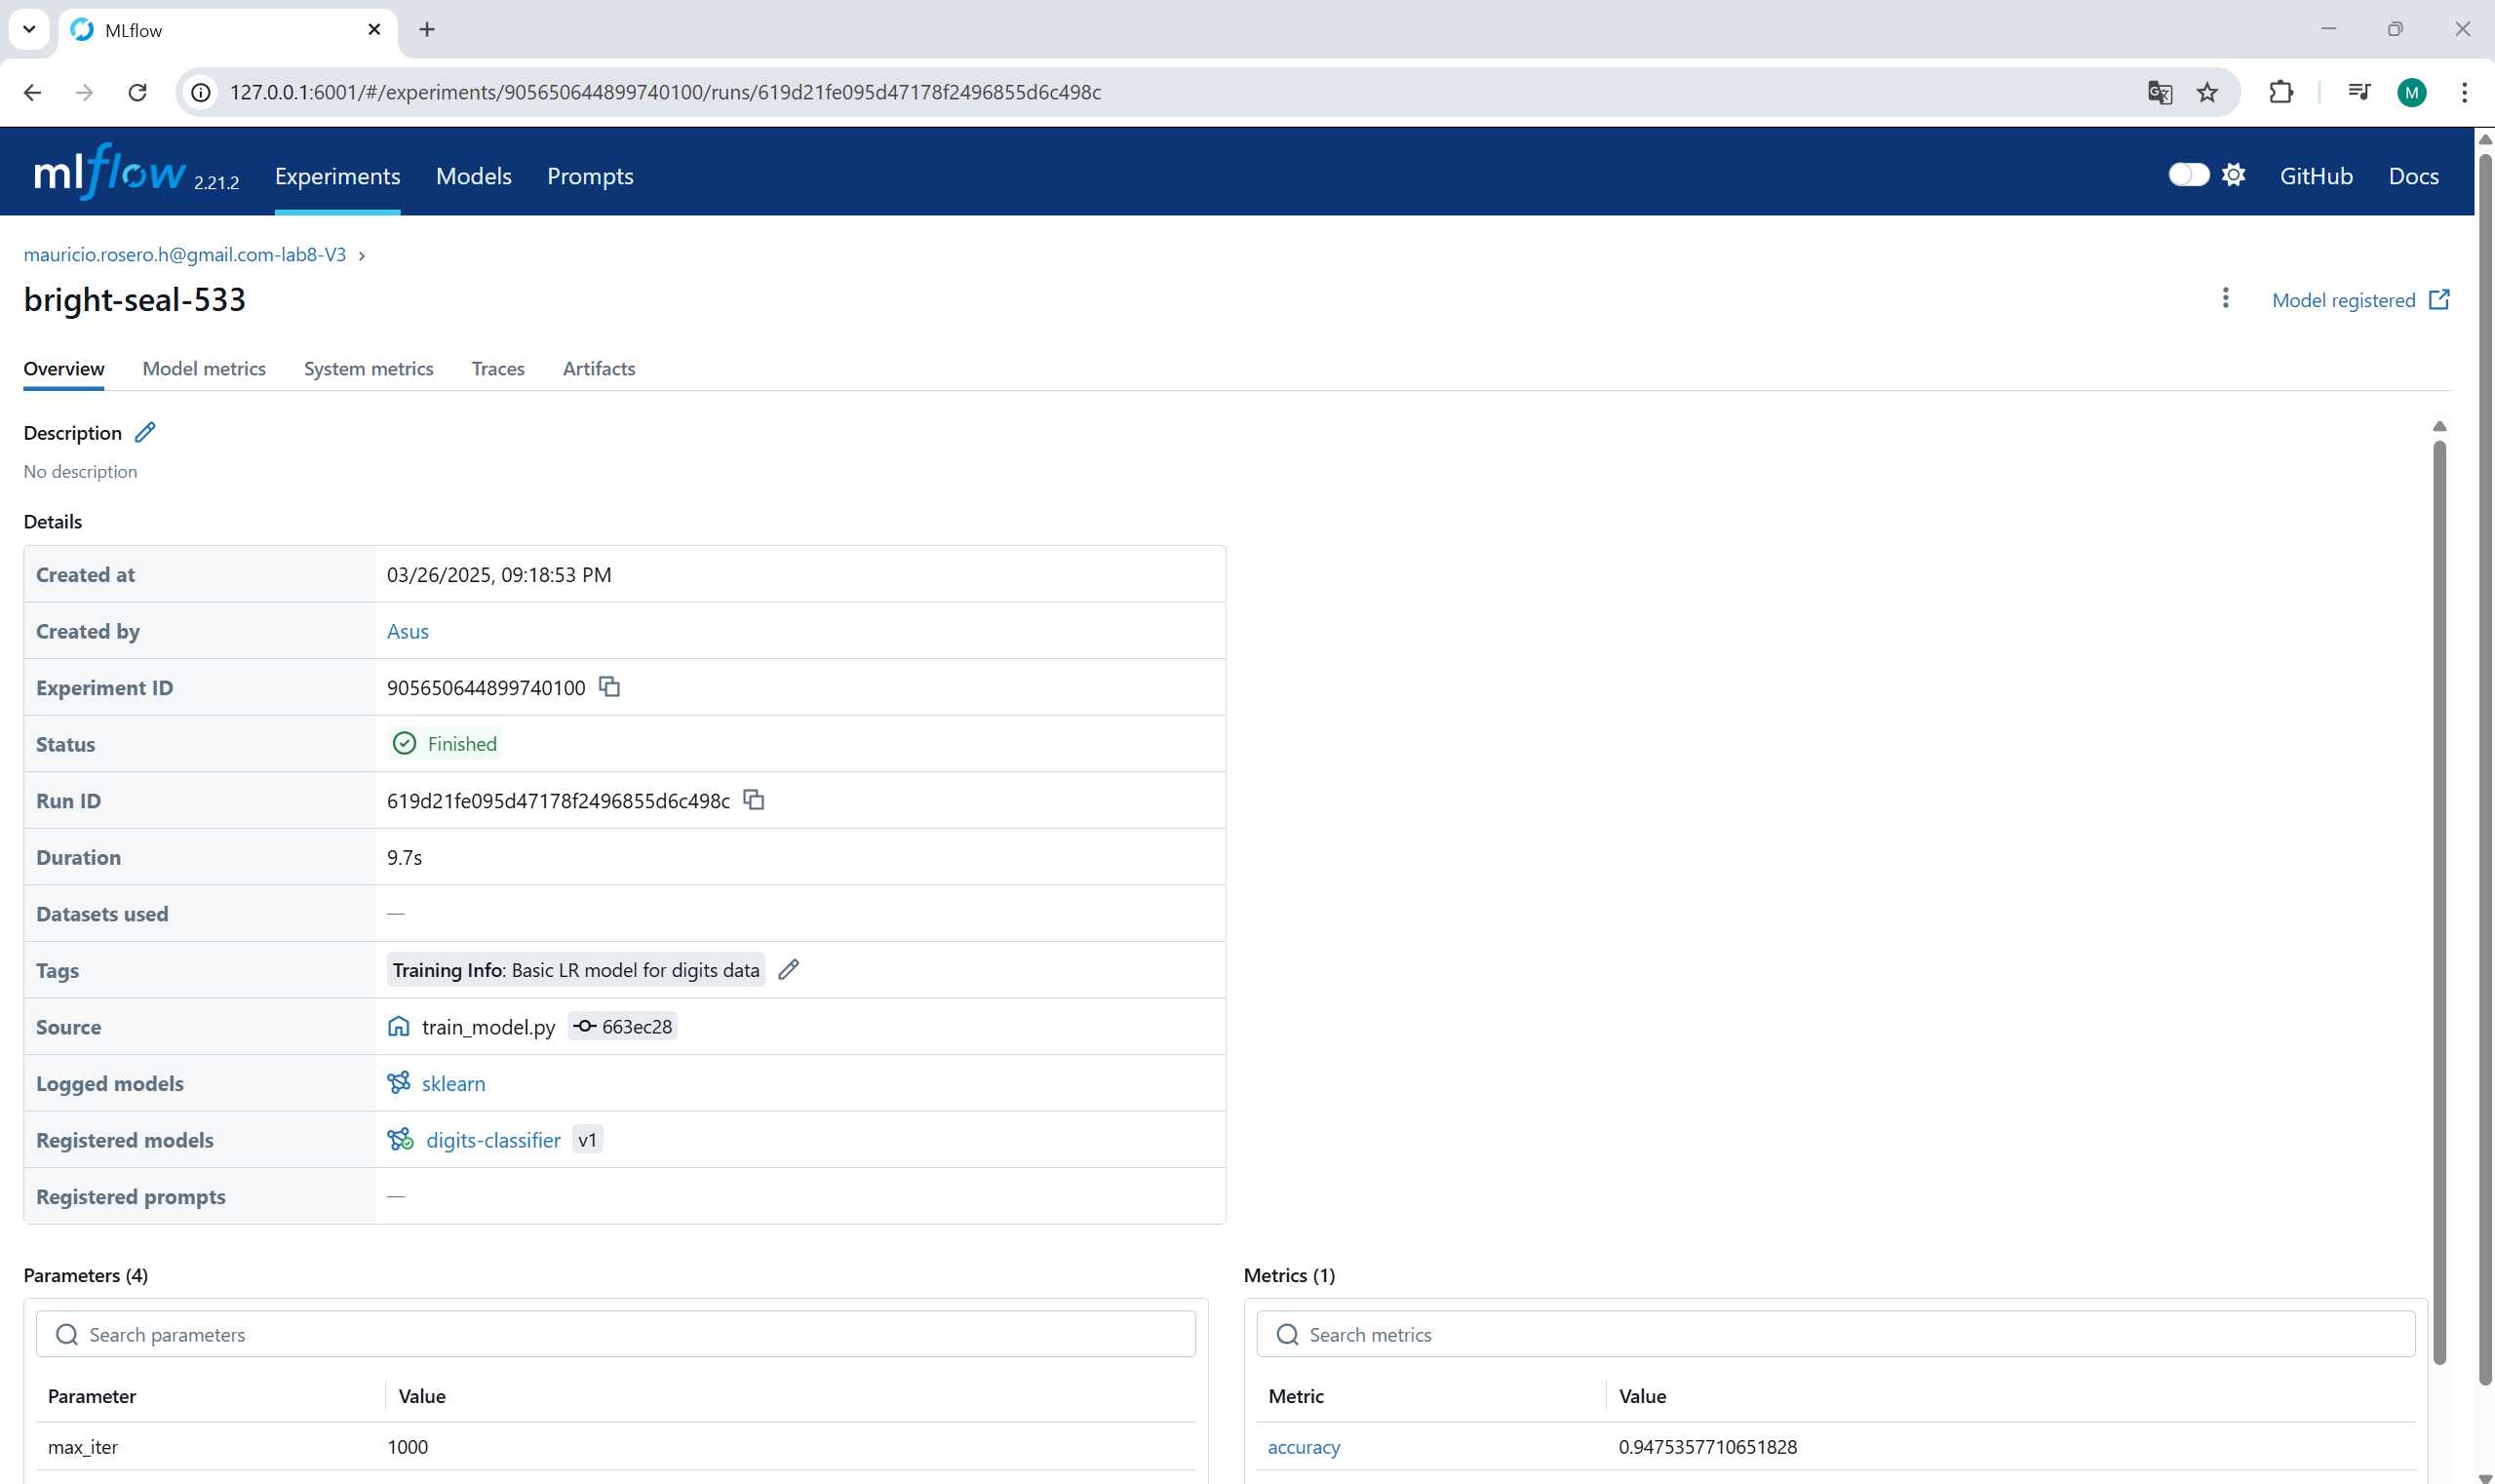 MLflow
127.0.0.1:6001/#/experiments/905650644899740100/runs/619d21fe095d47178f2496855d6c498c
M
mlflow 2.21.2 Experiments Models Prompts GitHub Docs
mauricio.rosero.h@gmail.com-lab8-V3 ›
bright-seal-533
Model registered
Overview Model metrics System metrics Traces Artifacts
Description
No description
Details
Created at 03/26/2025, 09:18:53 PM
Created by Asus
Experiment ID 905650644899740100
Status Finished
Run ID 619d21fe095d47178f2496855d6c498c
Duration 9.7s
Datasets used —
Tags Training Info: Basic LR model for digits data
Source train_model.py 663ec28
Logged models sklearn
Registered models digits-classifier v1
Registered prompts —
Parameters (4) Metrics (1)
Search parameters Search metrics
Parameter Value Metric Value
max_iter 1000 accuracy 0.9475357710651828